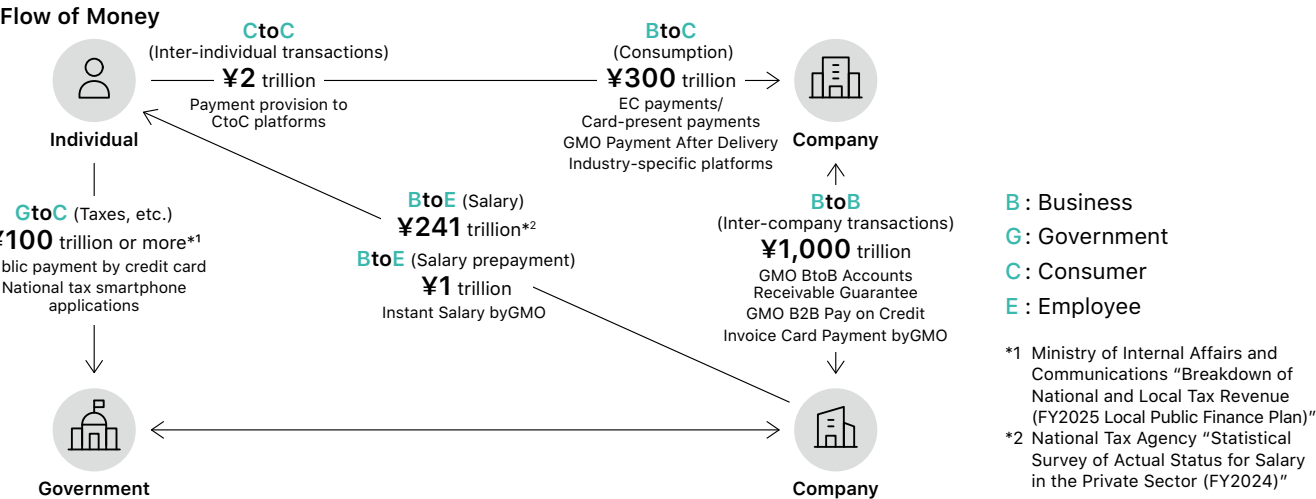 Flow of Money
CtoC
(Inter-individual transactions)
¥2 trillion
Payment provision to
CtoC platforms
BtoC
(Consumption)
¥300 trillion
EC payments/
Card-present payments
GMO Payment After Delivery
Industry-specific platforms
Individual
Company
GtoC (Taxes, etc.)
¥100 trillion or more*1
payment by credit card
National tax smartphone
applications
BtoE (Salary)
¥241 trillion*2
BtoE (Salary prepayment)
¥1 trillion
Instant Salary byGMO
BtoB
(Inter-company transactions)
¥1,000 trillion
GMO BtoB Accounts
Receivable Guarantee
GMO B2B Pay on Credit
Invoice Card Payment byGMO
Government
Company
B : Business
G : Government
C : Consumer
E : Employee
*1 Ministry of Internal Affairs and
Communications “Breakdown of
National and Local Tax Revenue
(FY2025 Local Public Finance Plan)”
*2 National Tax Agency “Statistical
Survey of Actual Status for Salary
in the Private Sector (FY2024)”